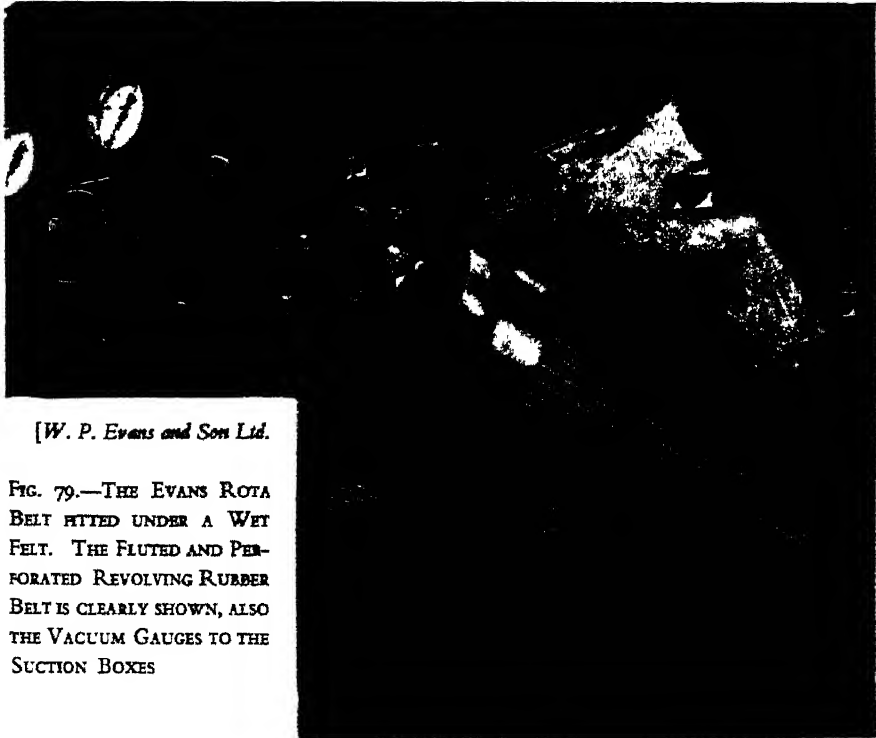 [W. P. Evans and Son Ltd.
FIG. 79.—THE EVANS ROTA
BELT FITTED UNDER A WET
FELT. THE FLUTED AND PER-
FORATED REVOLVING RUBBER
BELT IS CLEARLY SHOWN, ALSO
THE VACUUM GAUGES TO THE
SUCTION BOXES